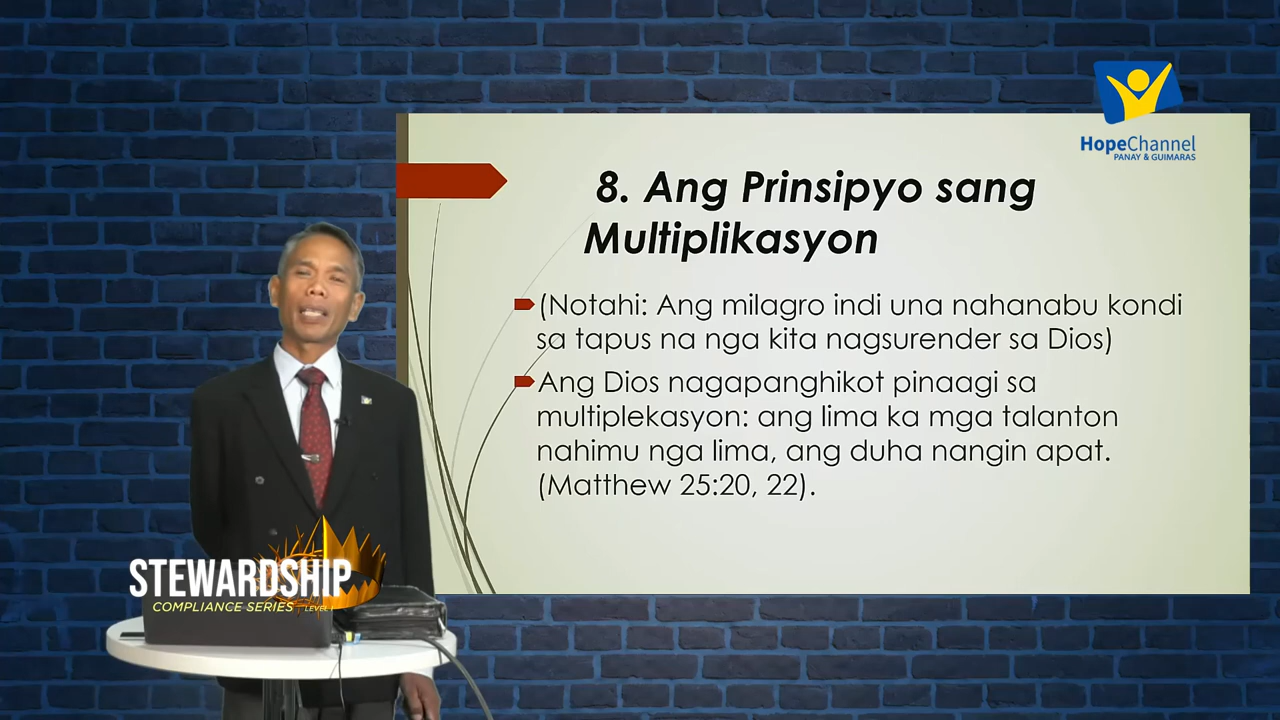 HopeChannel
PANAY & GUIMARAS
8. Ang Prinsipyo sang
Multiplikasyon
(Notahi: Ang milagro indi una nahanabu kondi
sa tapus na nga kita nagsurender sa Dios)
Ang Dios nagapanghikot pinaagi sa
multiplekasyon: ang lima ka mga talanton
nahimu nga lima, ang duha nangin apat.
(Matthew 25:20, 22).
STEWARDSHIP
COMPLIANCE SERIES LEVEL I